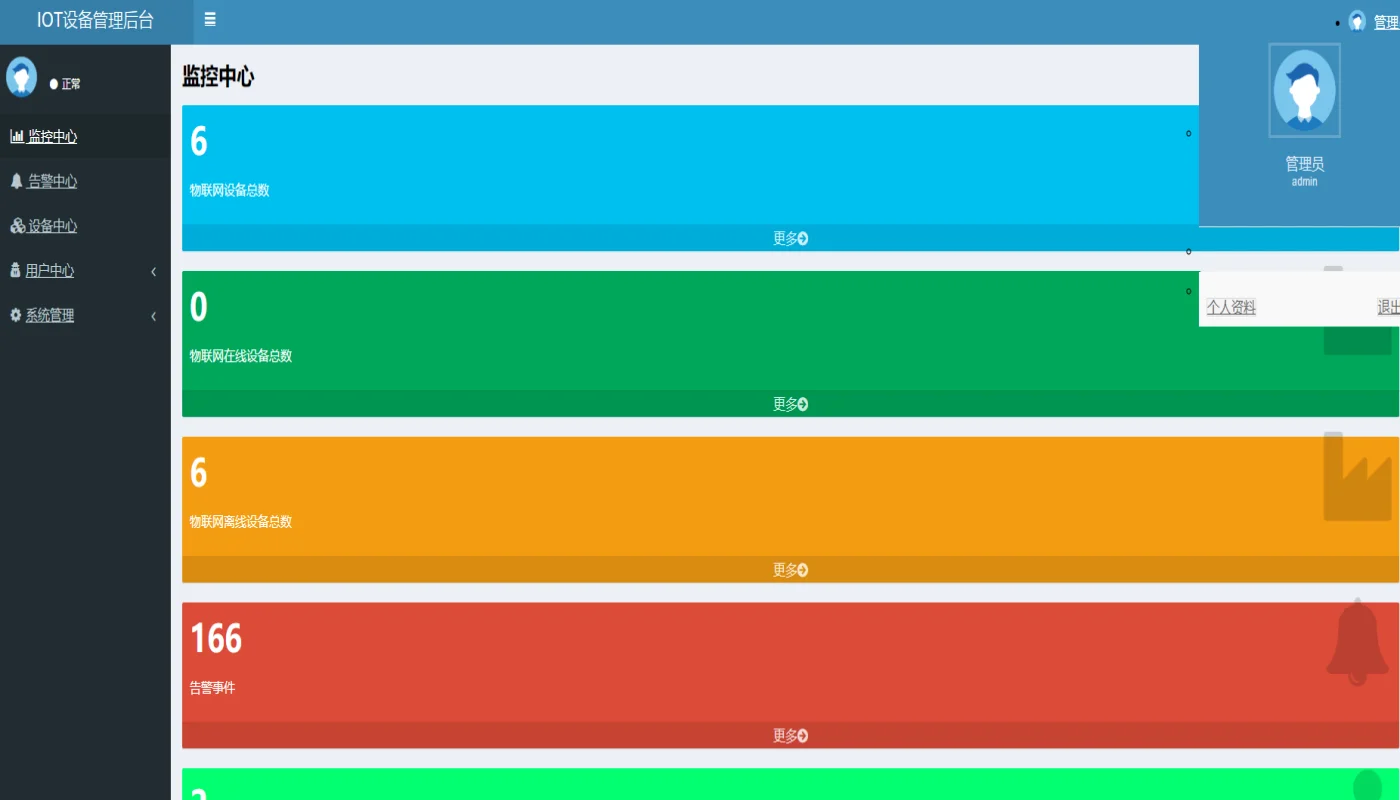 IOT设备管理后台
管理
正常
监控中心
告警中心
设备中心
用户中心
系统管理
监控中心
6
物联网设备总数
更多
管理员
admin
个人资料
退出
0
物联网在线设备总数
更多
6
物联网离线设备总数
更多
166
告警事件
更多